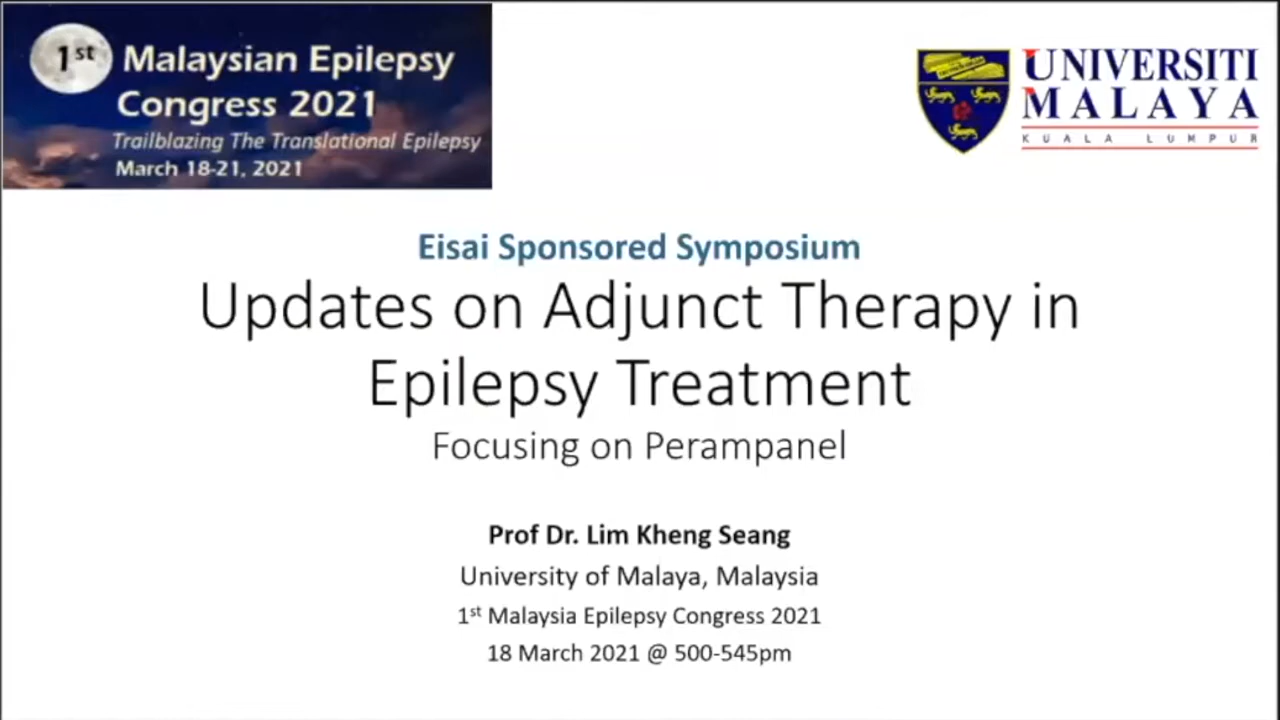 1st Malaysian Epilepsy
Congress 2021
Trailblazing The Translational Epilepsy
March 18-21, 2021
UNIVERSITI
MALAYA
KUALA LUMPUR
Eisai Sponsored Symposium
Updates on Adjunct Therapy in
Epilepsy Treatment
Focusing on Perampanel
Prof Dr. Lim Kheng Seang
University of Malaya, Malaysia
1st Malaysia Epilepsy Congress 2021
18 March 2021 @ 500-545pm